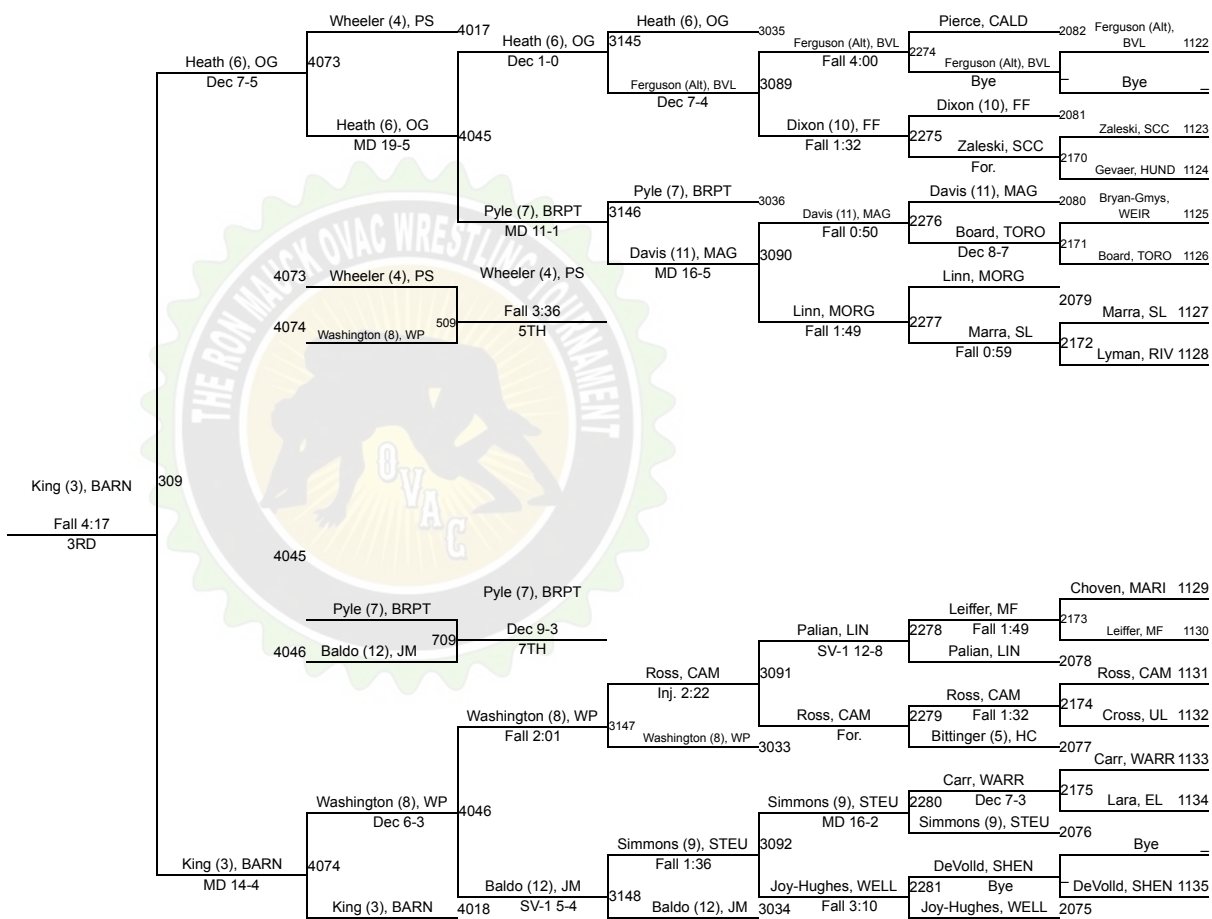 Wheeler (4), PS
4017
Heath (6), OG
Dec 7-5
4073
Heath (6), OG
MD 19-5
4045
Heath (6), OG
Dec 1-0
3145
Heath (6), OG
3035
Ferguson (Alt), BVL
Dec 7-4
3089
Ferguson (Alt), BVL
Fall 4:00
2274
Pierce, CALD
2082
Ferguson (Alt), BVL
Bye
Ferguson (Alt),
BVL
1122
_
Bye
_
Dixon (10), FF
Fall 1:32
2275
Dixon (10), FF
2081
Zaleski, SCC
For.
2170
Zaleski, SCC 1123
Gevaer, HUND 1124
Pyle (7), BRPT
MD 11-1
3146
Pyle (7), BRPT
3036
Davis (11), MAG
MD 16-5
3090
Davis (11), MAG
Fall 0:50
2276
Davis (11), MAG
2080
Board, TORO
Dec 8-7
2171
Bryan-Gmys,
WEIR
1125
Board, TORO 1126
Linn, MORG
Fall 1:49
2277
Linn, MORG
2079
Marra, SL
Fall 0:59
2172
Marra, SL 1127
Lyman, RIV 1128
THE RON MAUCK OVAC WRESTLING TOURNAMENT
OVAC
4073
Wheeler (4), PS
4074
Washington (8), WP
509
Wheeler (4), PS
Fall 3:36
5TH
King (3), BARN
Fall 4:17
3RD
309
4045
Pyle (7), BRPT
4046
Baldo (12), JM
709
Pyle (7), BRPT
Dec 9-3
7TH
King (3), BARN
MD 14-4
4074
Washington (8), WP
Dec 6-3
4046
King (3), BARN
4018
Washington (8), WP
Fall 2:01
3147
Ross, CAM
Inj. 2:22
3091
Washington (8), WP
3033
Palian, LIN
SV-1 12-8
2278
Leiffer, MF
Fall 1:49
2173
Choven, MARI 1129
Leiffer, MF 1130
Palian, LIN
2078
Ross, CAM
For.
2279
Ross, CAM
Fall 1:32
2174
Ross, CAM 1131
Cross, UL 1132
Bittinger (5), HC
2077
Baldo (12), JM
SV-1 5-4
3148
Simmons (9), STEU
Fall 1:36
3092
Baldo (12), JM
3034
Simmons (9), STEU
MD 16-2
2280
Carr, WARR
Dec 7-3
2175
Carr, WARR 1133
Lara, EL 1134
Simmons (9), STEU
2076
Joy-Hughes, WELL
Fall 3:10
2281
DeVolld, SHEN
Bye
_
Bye
_
DeVolld, SHEN 1135
Joy-Hughes, WELL
2075